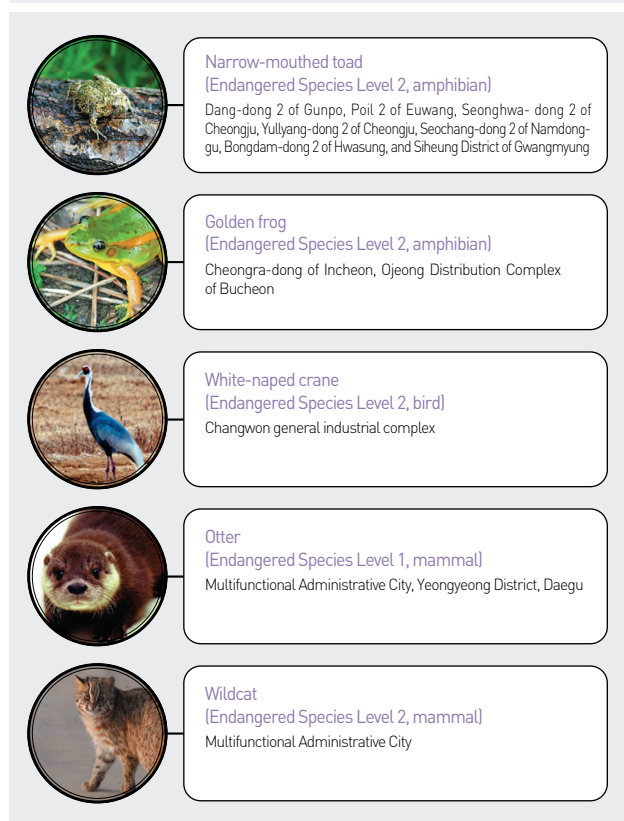 Narrow-mouthed toad
(Endangered Species Level 2, amphibian)
Dang-dong 2 of Gunpo, Poil 2 of Euwang, Seonghwa- dong 2 of
Cheongju, Yullyang-dong 2 of Cheongju, Seochang-dong 2 of Namdong-
gu, Bongdam-dong 2 of Hwasung, and Siheung District of Gwangmyung
Golden frog
(Endangered Species Level 2, amphibian)
Cheongra-dong of Incheon, Ojeong Distribution Complex
of Bucheon
White-naped crane
(Endangered Species Level 2, bird)
Changwon general industrial complex
Otter
(Endangered Species Level 1, mammal)
Multifunctional Administrative City, Yeongyeong District, Daegu
Wildcat
(Endangered Species Level 2, mammal)
Multifunctional Administrative City